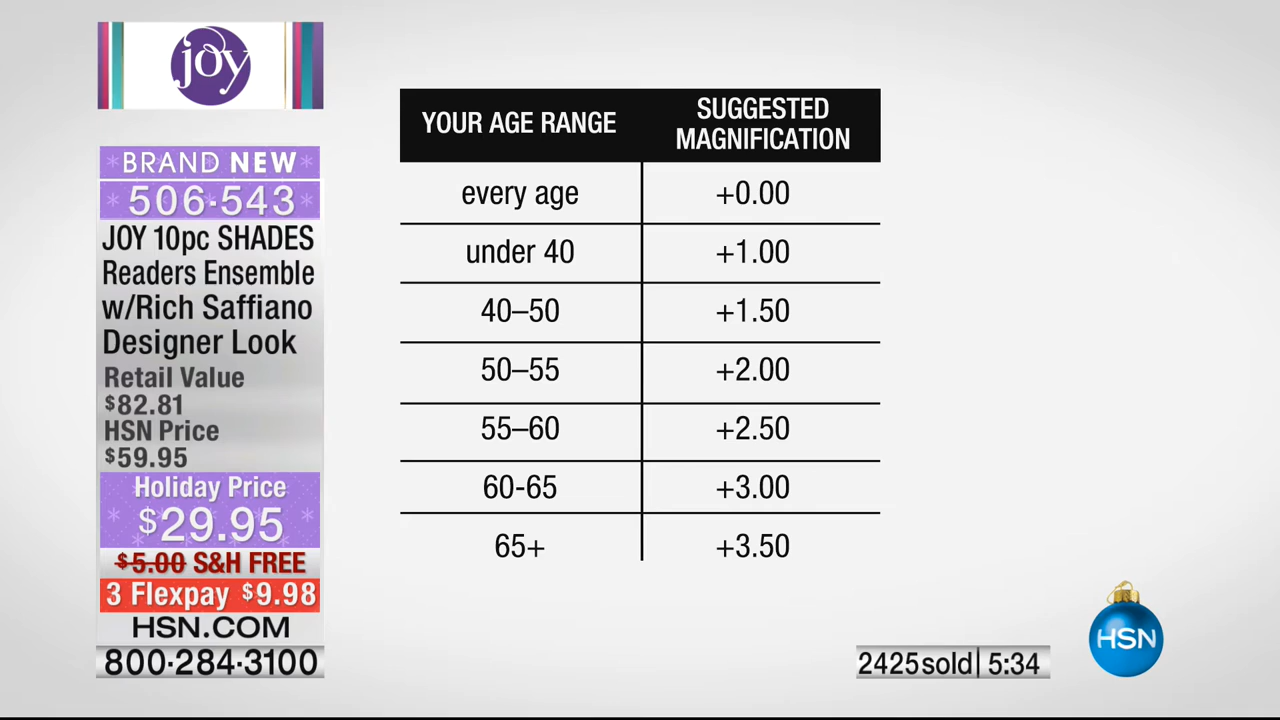 joy
BRAND NEW
506·543
JOY 10pc SHADES
Readers Ensemble
w/Rich Saffiano
Designer Look
Retail Value
$82.81
HSN Price
$59.95
Holiday Price
$29.95
$5.00 S&H FREE
3 Flexpay $9.98
HSN.COM
800·284·3100
YOUR AGE RANGE
SUGGESTED
MAGNIFICATION
every age +0.00
under 40 +1.00
40–50 +1.50
50–55 +2.00
55–60 +2.50
60-65 +3.00
65+ +3.50
2425sold 5:34
HSN